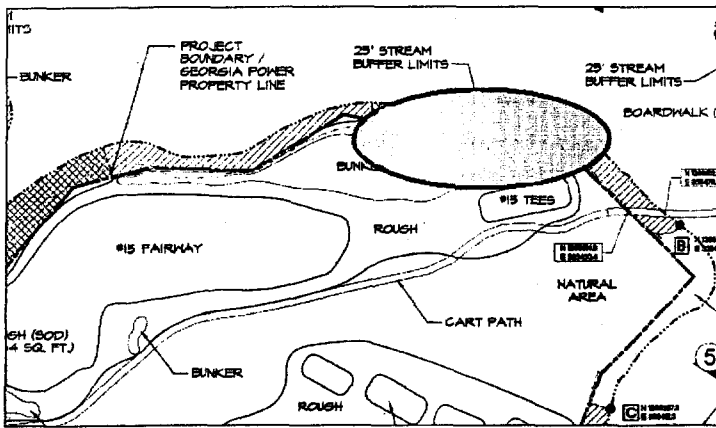 ITS
BUNKER
PROJECT
BOUNDARY /
GEORGIA POWER
PROPERTY LINE
25' STREAM
BUFFER LIMITS
25' STREAM
BUFFER LIMITS
BOARDWALK (
BUNK
#15 TEES
#15 FAIRWAY
ROUGH
B
NATURAL
AREA
CART PATH
GH (SOD)
4 SQ. FT.)
BUNKER
ROUGH
5
C